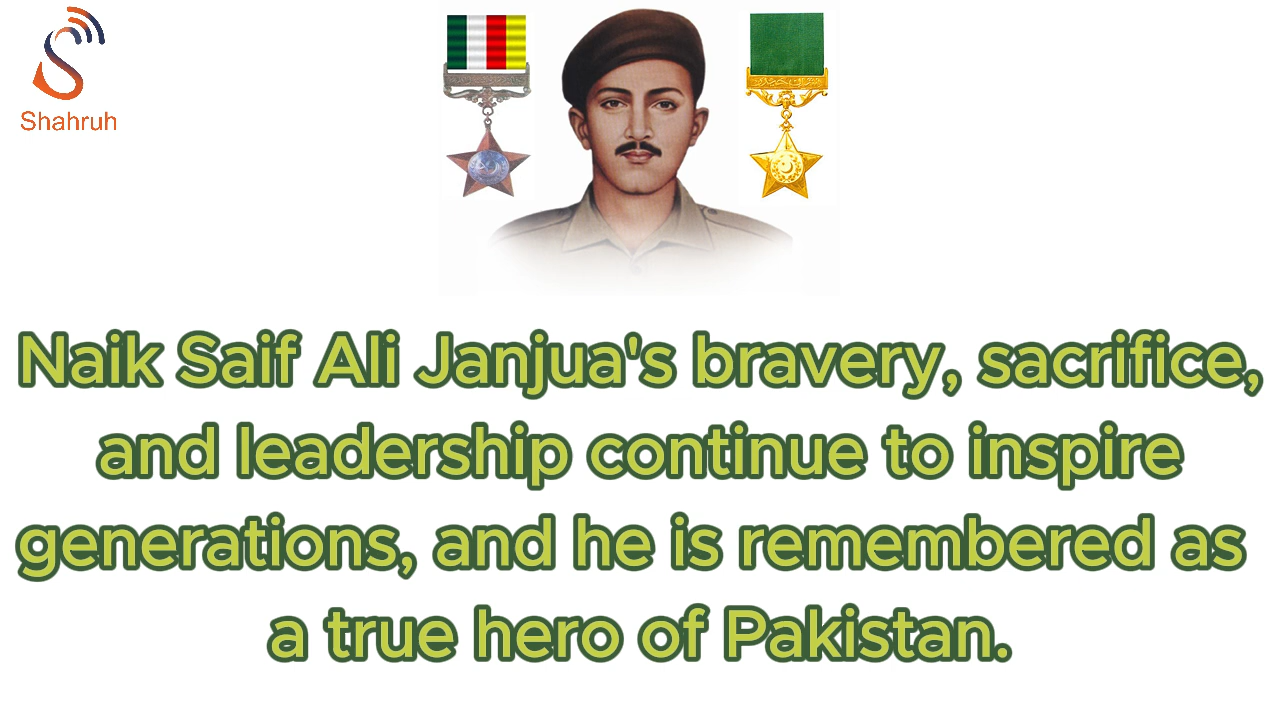 Shahruh
Naik Saif Ali Janjua's bravery, sacrifice,
and leadership continue to inspire
generations, and he is remembered as
a true hero of Pakistan.